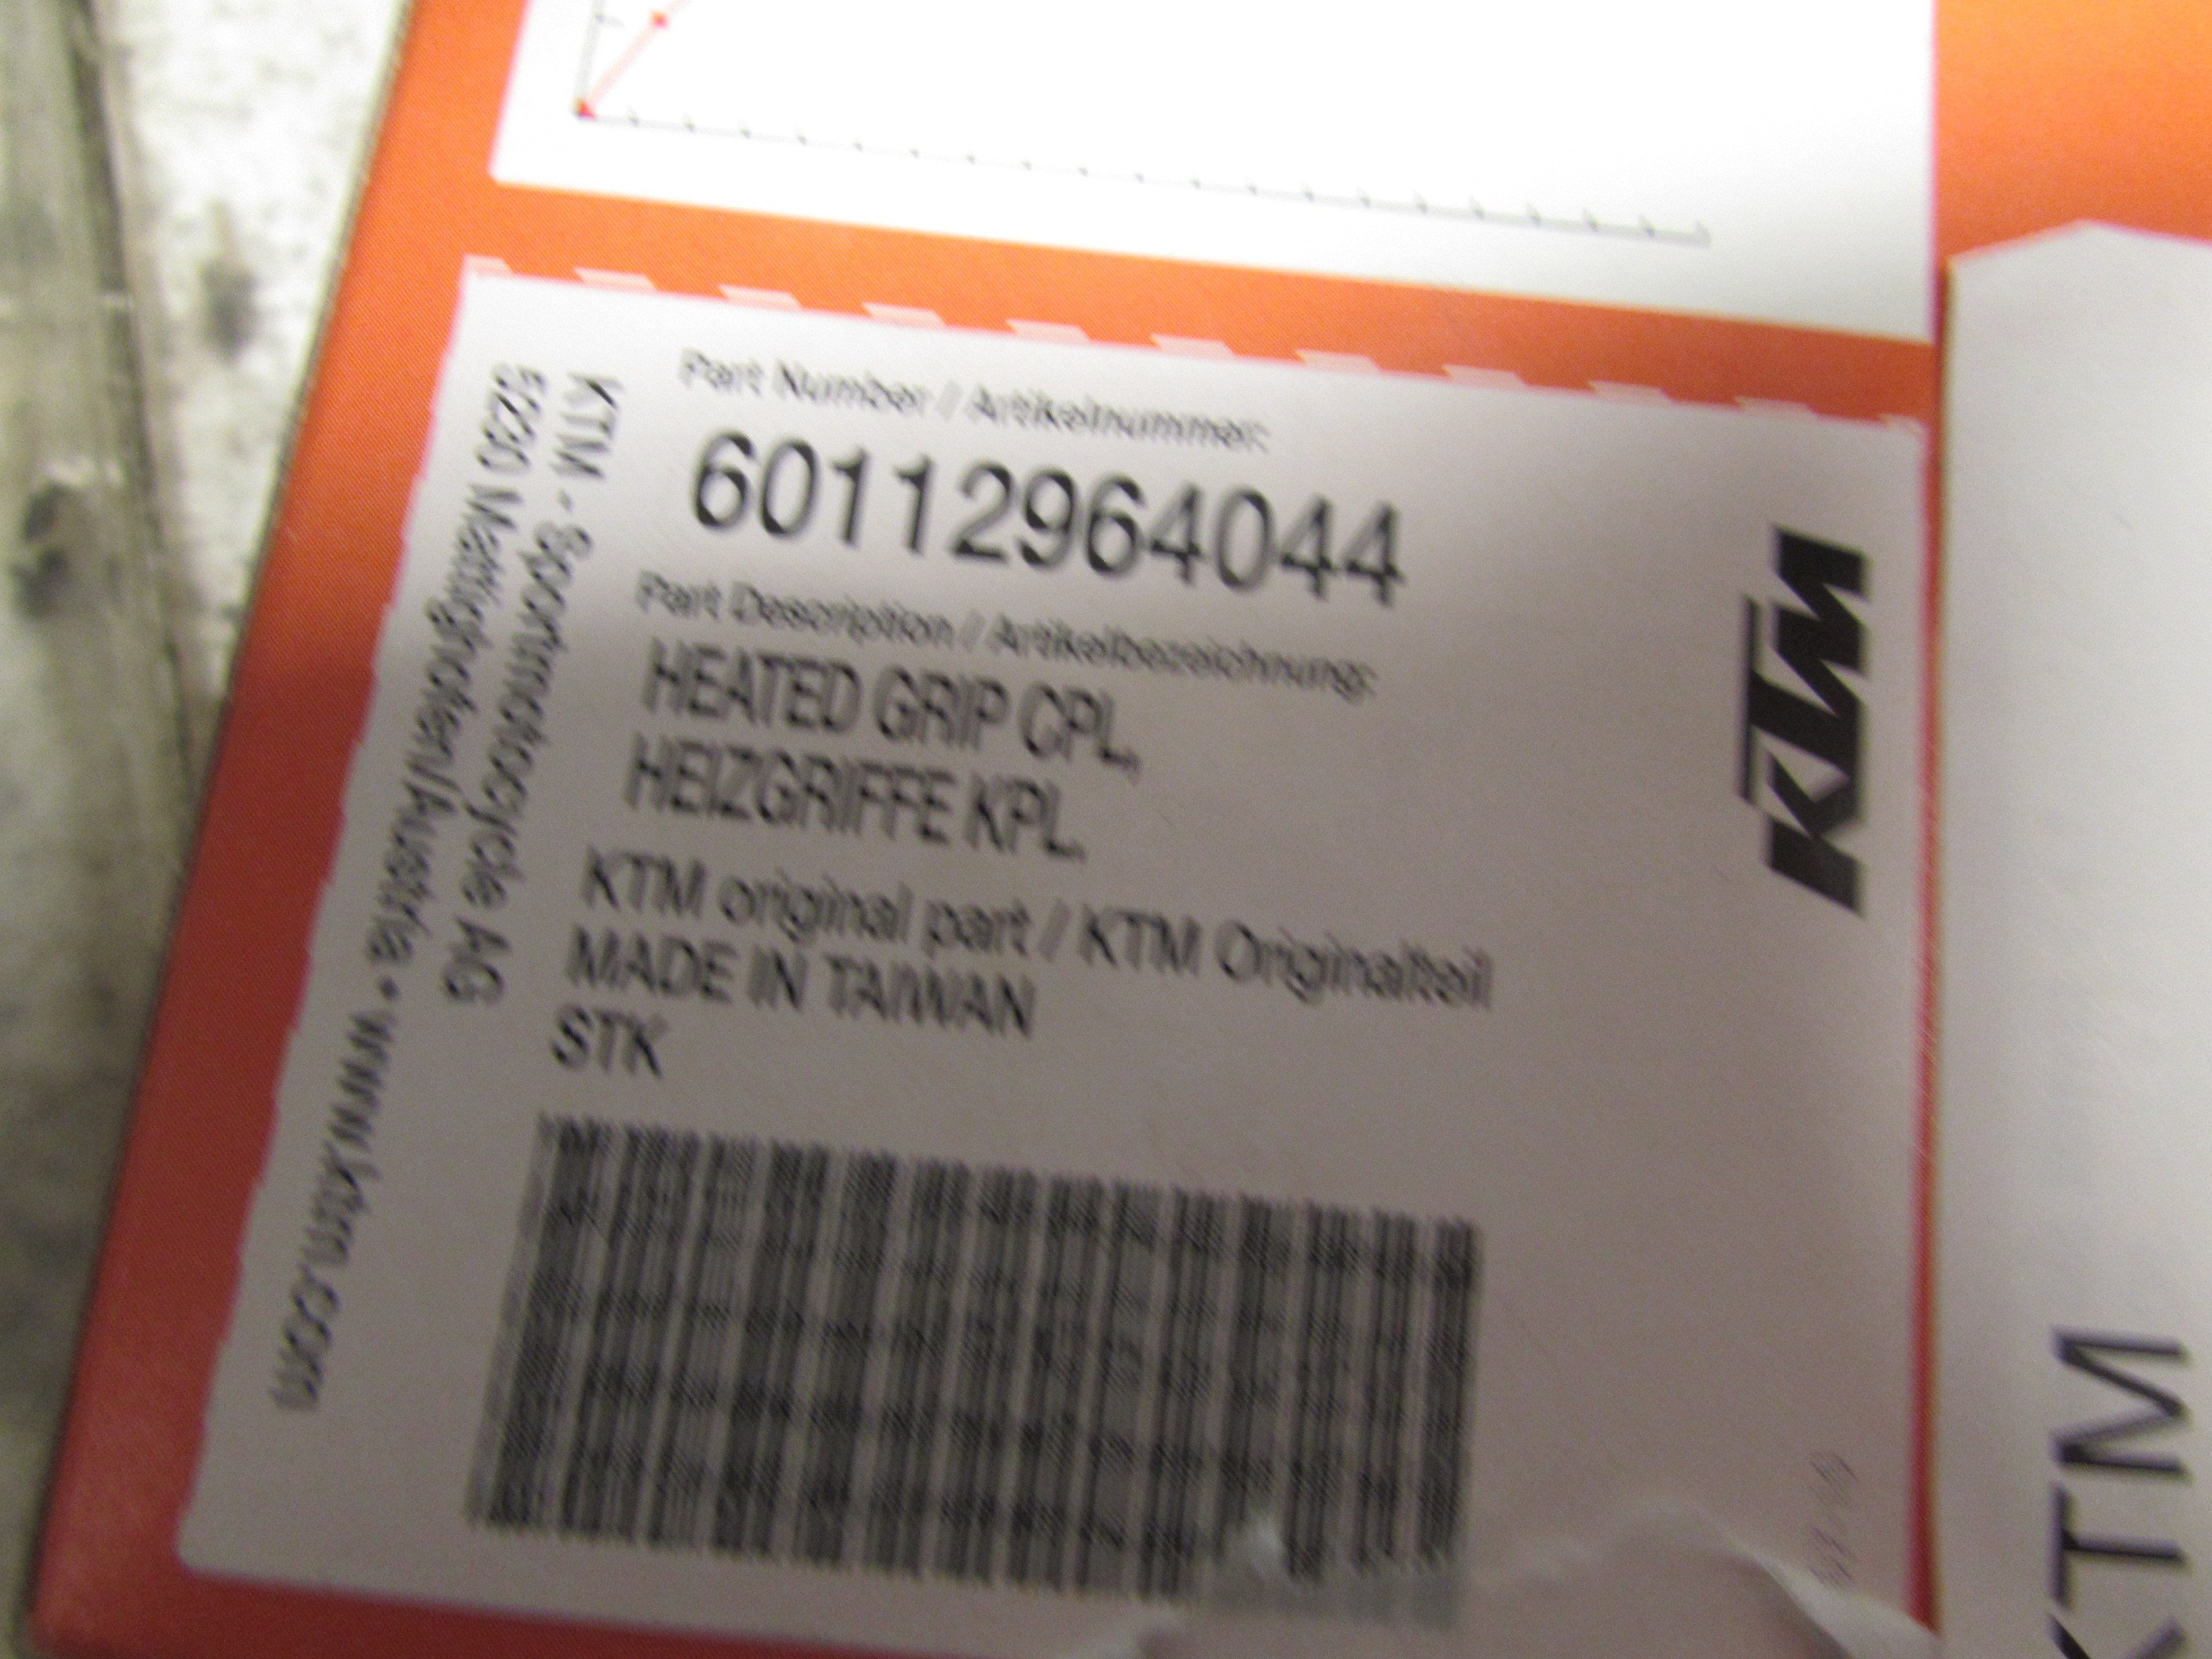 Part Number / Artikelnummer:
60112964044
Part Description / Artikelbezeichnung:
HEATED GRIP CPL,
HEIZGRIFFE KPL.
KTM original part / KTM Originalteil
MADE IN TAIWAN
STK
KTM - Sportmotorcycle AG
5230 Mattighofen/Austria • www.ktm.com
KTM
KTM